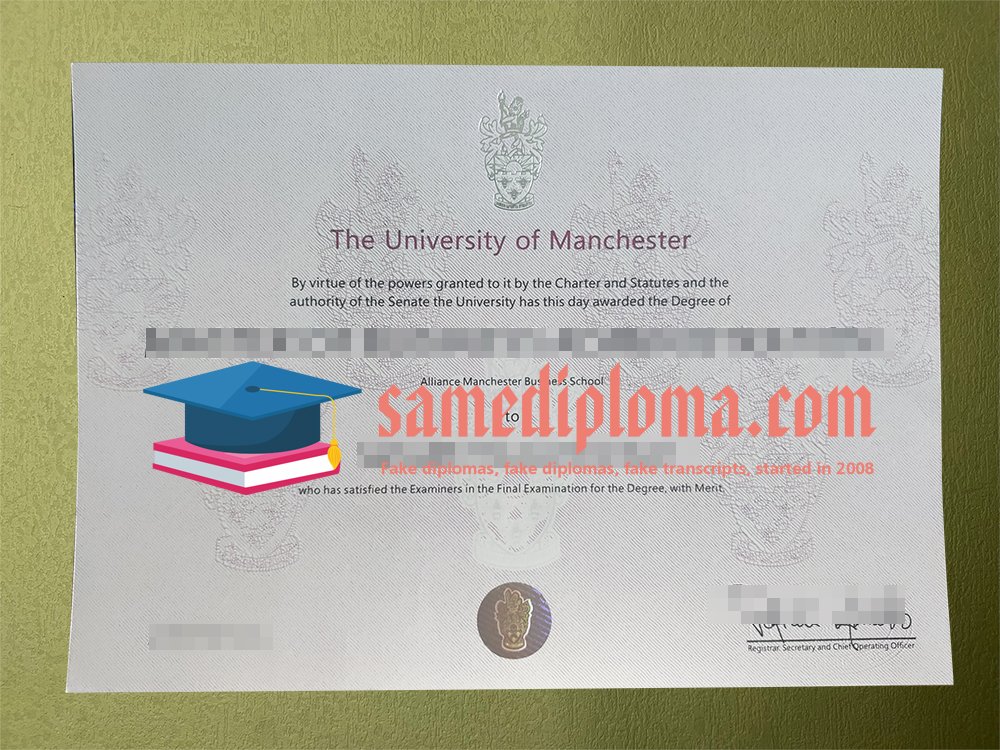 The University of Manchester
By virtue of the powers granted to it by the Charter and Statutes and the
authority of the Senate the University has this day awarded the Degree of
Alliance Manchester Business School
to
samediploma.com
Fake diplomas, fake diplomas, fake transcripts, started in 2008
who has satisfied the Examiners in the Final Examination for the Degree, with Merit.
Registrar, Secretary and Chief Operating Officer